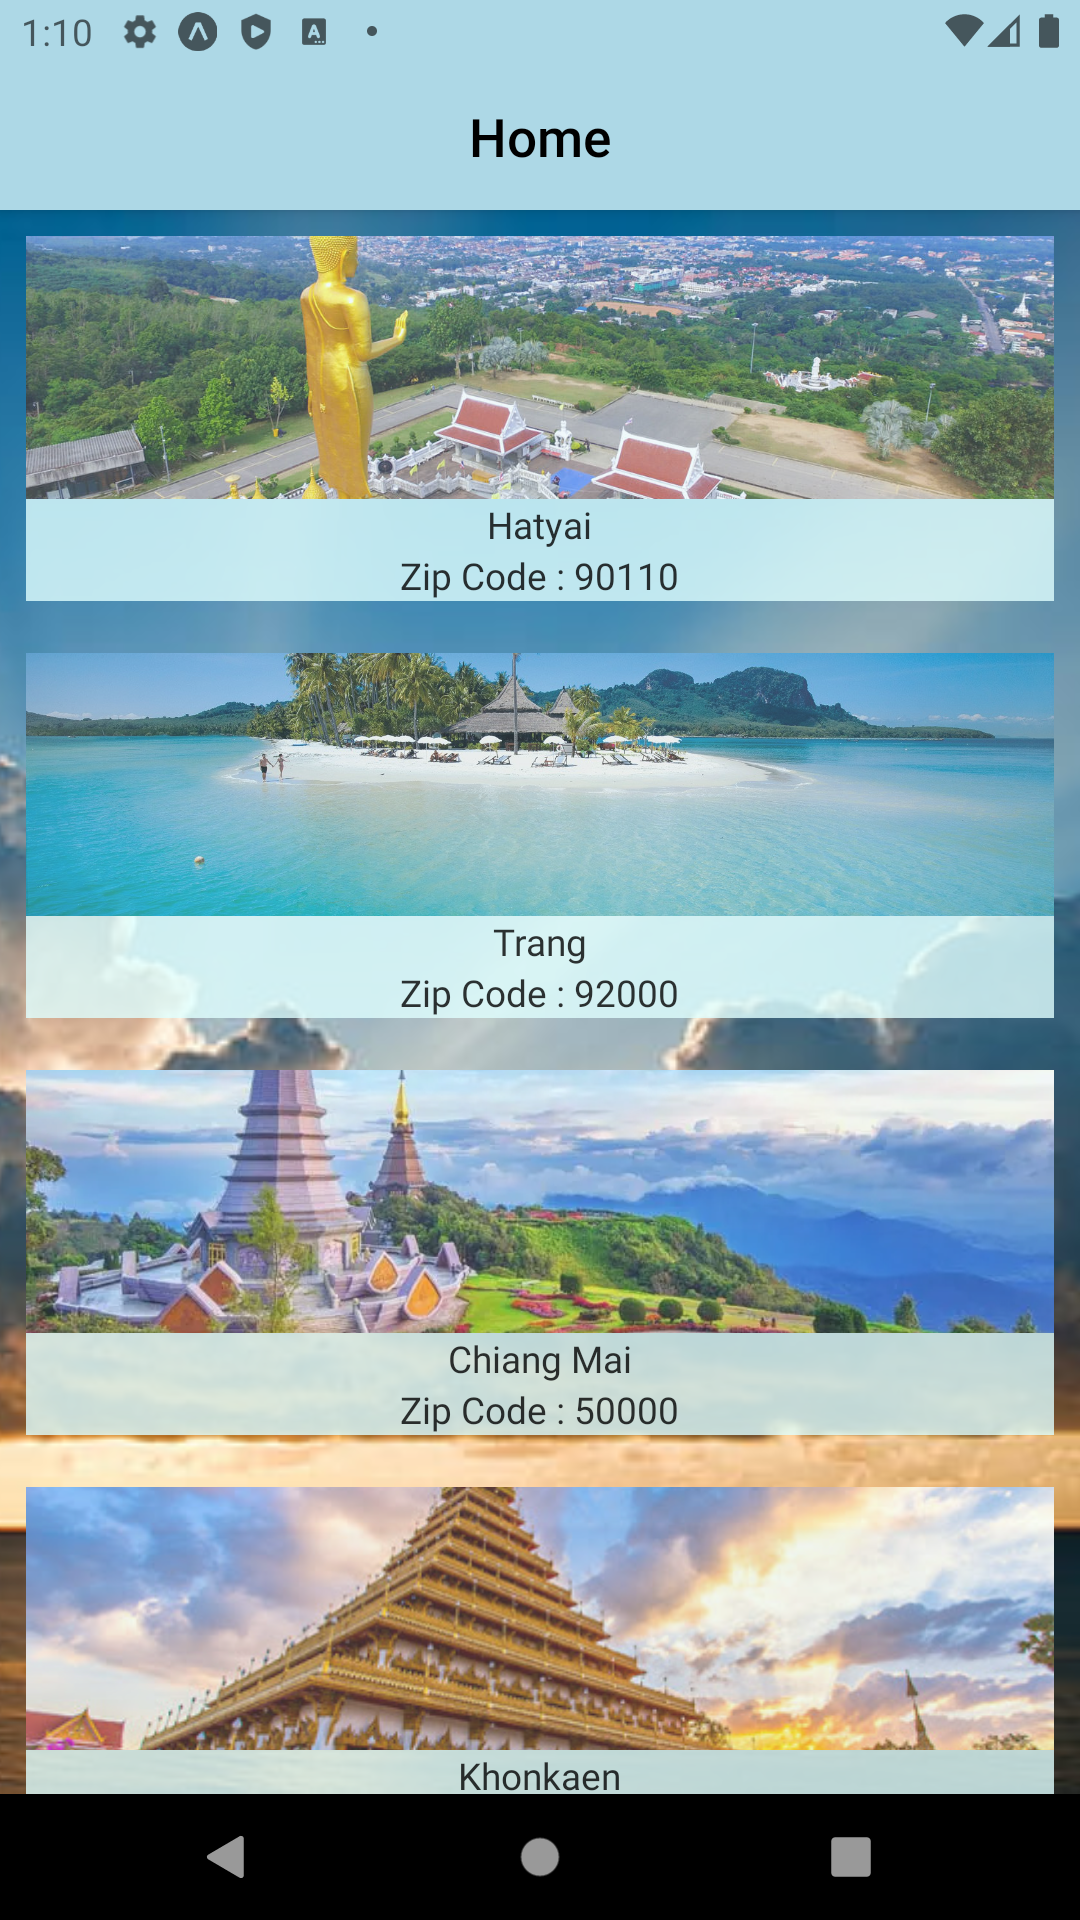 1:10
Home
Hatyai
Zip Code : 90110
Trang
Zip Code : 92000
Chiang Mai
Zip Code : 50000
Khonkaen